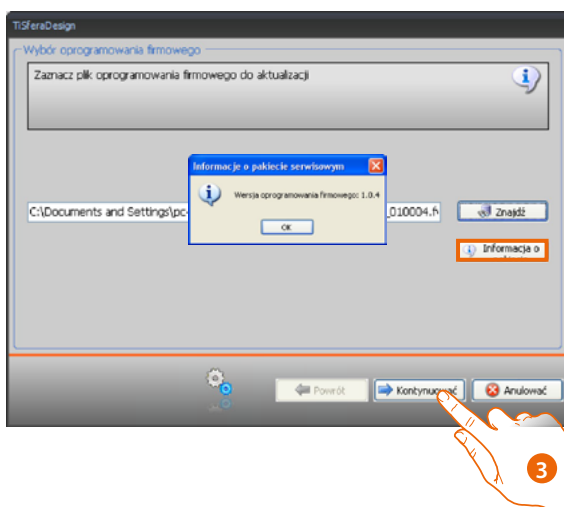 TiSferaDesign
Wybór oprogramowania firmowego
Zaznacz plik oprogramowania firmowego do aktualizacji
Informacje o pakiecie serwisowym
Wersja oprogramowania firmowego: 1.0.4
OK
C:\Documents and Settings\pc- _010004.f
Znajdź
Informacja o
Powrót
Kontynuować
Anulować
3